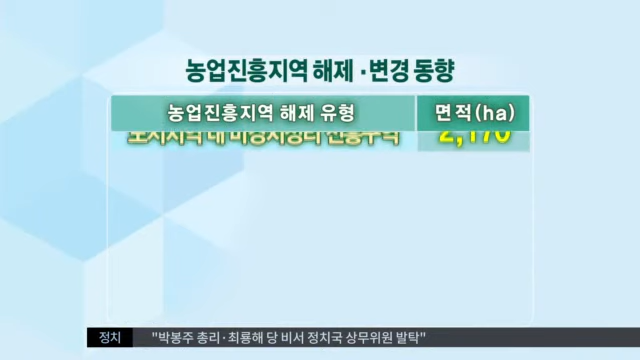 농업진흥지역 해제·변경 동향
농업진흥지역 해제 유형 면적(ha)
정치 "박봉주 총리·최룡해 당 비서 정치국 상무위원 발탁"